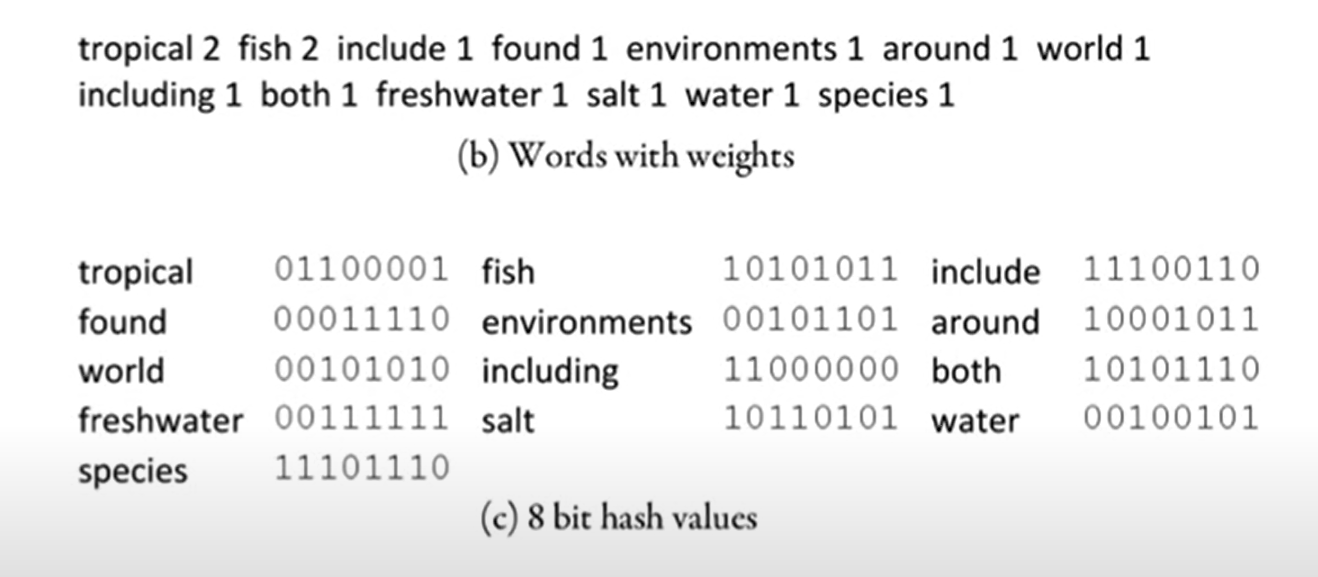 tropical 2 fish 2 include 1 found 1 environments 1 around 1 world 1
including 1 both 1 freshwater 1 salt 1 water 1 species 1
(b) Words with weights
tropical 01100001 fish 10101011 include 11100110
found 00011110 environments 00101101 around 10001011
world 00101010 including 11000000 both 10101110
freshwater 00111111 salt 10110101 water 00100101
species 11101110
(c) 8 bit hash values